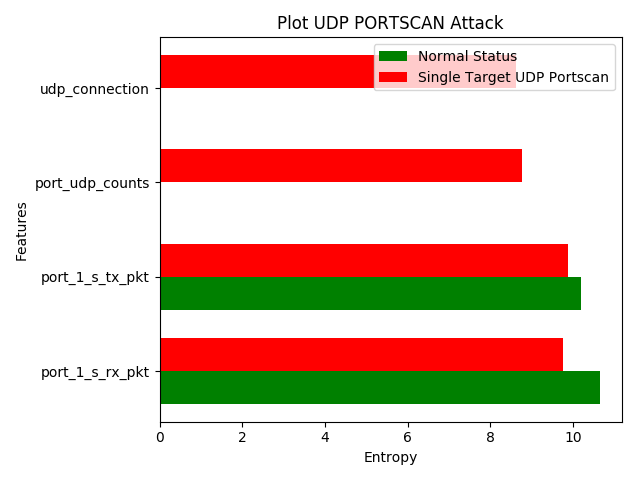 Plot UDP PORTSCAN Attack
Normal Status
Single Target UDP Portscan
udp_connection
port_udp_counts
port_1_s_tx_pkt
port_1_s_rx_pkt
Features
0 2 4 6 8 10
Entropy